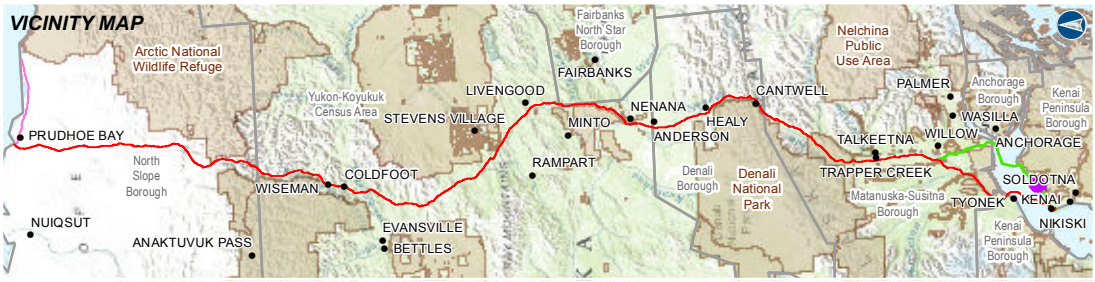 VICINITY MAP
Arctic National
Wildlife Refuge
Fairbanks
North Star
Borough
FAIRBANKS
Nelchina
Public
Use Area
PALMER
Anchorage
Borough
Kenai
Peninsula
Borough
Yukon-Koyukuk
Census Area
LIVENGOOD
STEVENS VILLAGE
MINTO
NENANA
ANDERSON
HEALY
CANTWELL
TALKEETNA
WILLOW
WASILLA
ANCHORAGE
PRUDHOE BAY
North
Slope
Borough
WISEMAN
COLDFOOT
RAMPART
Denali
Borough
Denali
National
Park
TRAPPER CREEK
Matanuska-Susitna
Borough
SOLDOTNA
TYONEK
KENAI
NIKISKI
NUIQSUT
ANAKTUVUK PASS
EVANSVILLE
BETTLES
Kenai
Peninsula
Borough